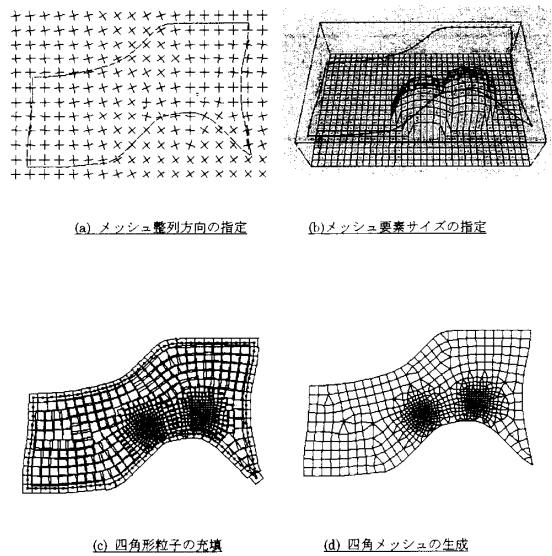 (a) メッシュ整列方向の指定
(b)メッシュ要素サイズの指定
(c) 四角形粒子の充填
(d) 四角メッシュの生成